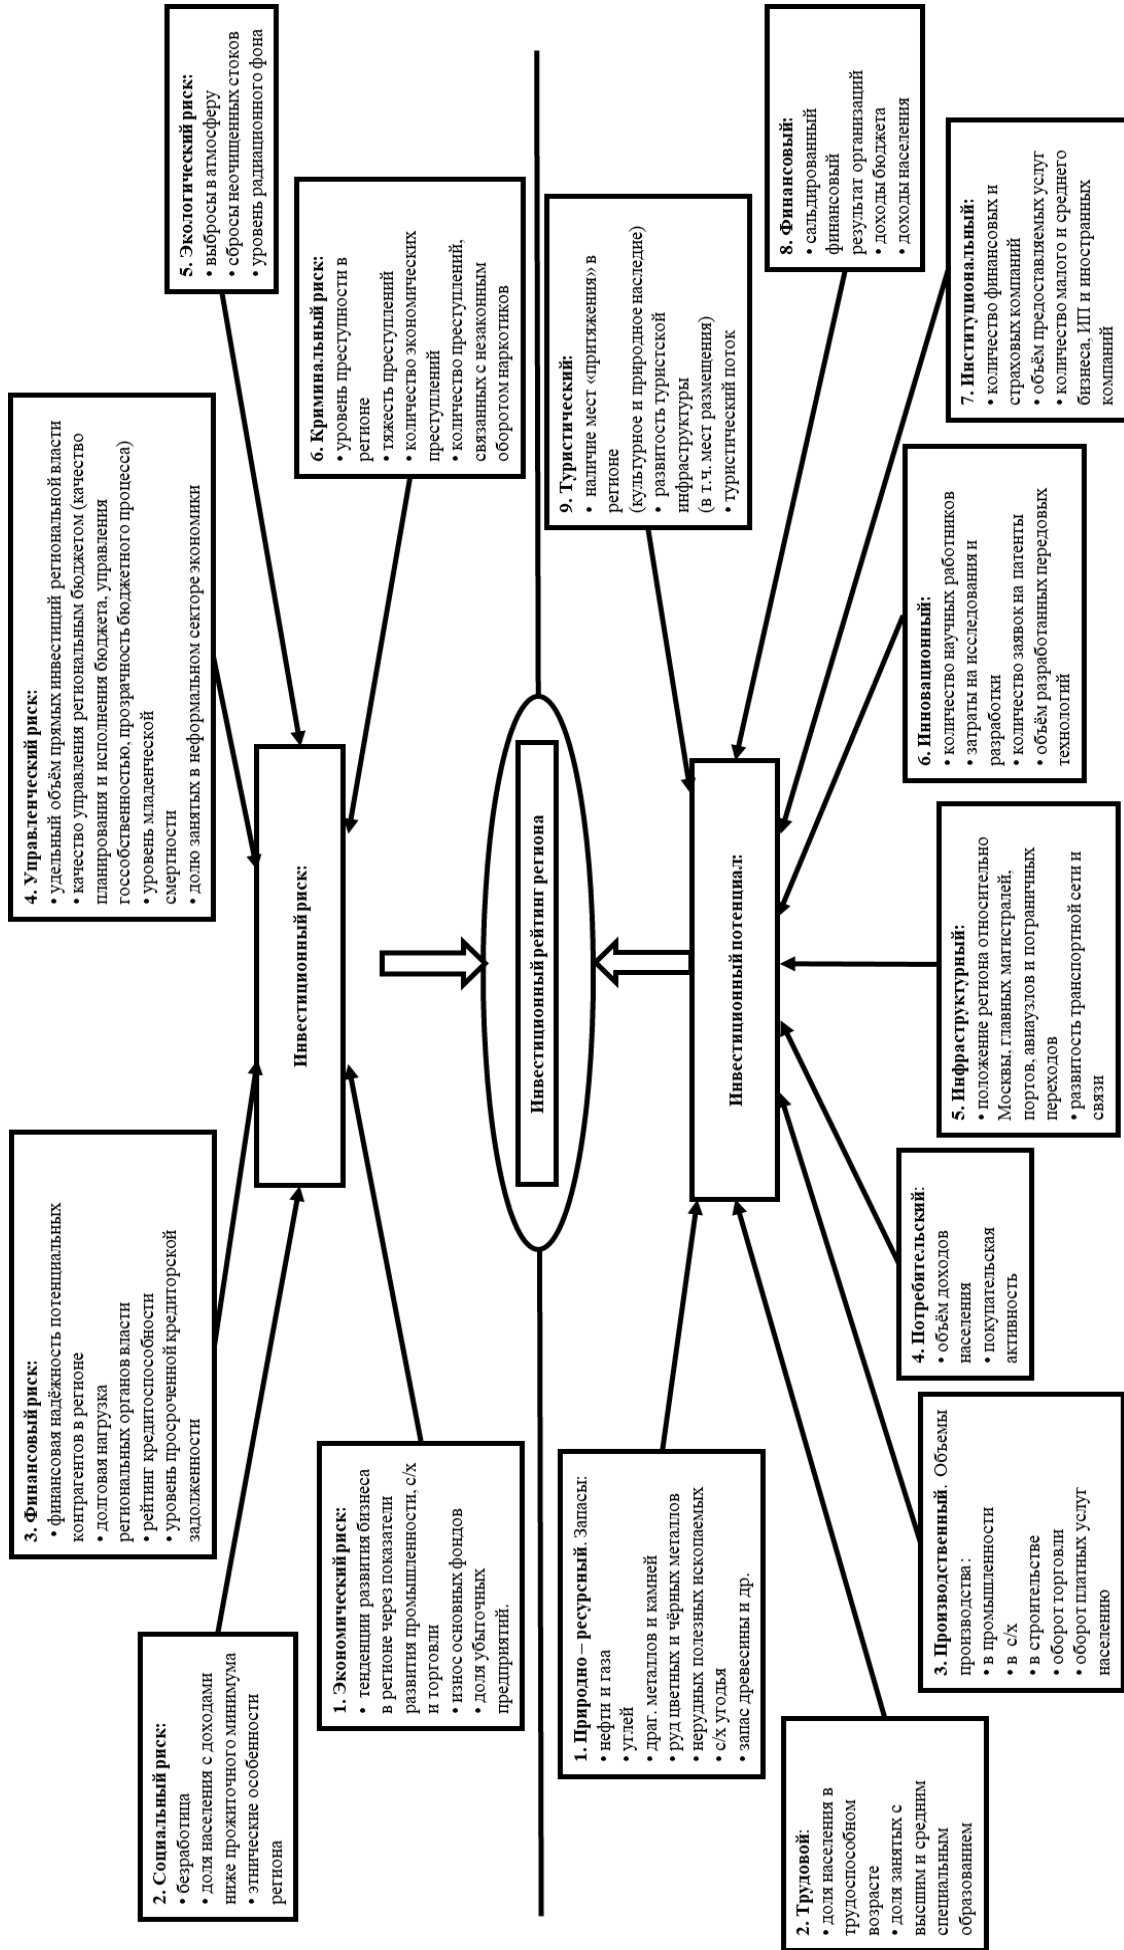 2. Социальный риск:
• безработица
• доля населения с доходами
ниже прожиточного минимума
• этнические особенности
региона
3. Финансовый риск:
• финансовая надёжность потенциальных
контрагентов в регионе
• долговая нагрузка
региональных органов власти
• рейтинг кредитоспособности
• уровень просроченной кредиторской
задолженности
4. Управленческий риск:
• удельный объём прямых инвестиций региональной власти
• качество управления региональным бюджетом (качество
планирования и исполнения бюджета, управления
госсобственностью, прозрачность бюджетного процесса)
• уровень младенческой
смертности
• долю занятых в неформальном секторе экономики
5. Экологический риск:
• выбросы в атмосферу
• сбросы неочищенных стоков
• уровень радиационного фона
1. Экономический риск:
• тенденции развития бизнеса
в регионе через показатели
развития промышленности, с/х
и торговли
• износ основных фондов
• доля убыточных
предприятий.
Инвестиционный риск:
6. Криминальный риск:
• уровень преступности в
регионе
• тяжесть преступлений
• количество экономических
преступлений
• количество преступлений,
связанных с незаконным
оборотом наркотиков
Инвестиционный рейтинг региона
1. Природно – ресурсный. Запасы:
• нефти и газа
• углей
• драг. металлов и камней
• руд цветных и чёрных металлов
• нерудных полезных ископаемых
• с/х угодья
• запас древесины и др.
Инвестиционный потенциал:
9. Туристический:
• наличие мест «притяжения» в
регионе
(культурное и природное наследие)
• развитость туристской
инфраструктуры
(в т.ч. мест размещения)
• туристический поток
2. Трудовой:
• доля населения в
трудоспособном
возрасте
• доля занятых с
высшим и средним
специальным
образованием
3. Производственный. Объемы
производства:
• в промышленности
• в с/х
• в строительстве
• оборот торговли
• оборот платных услуг
населению
4. Потребительский:
• объём доходов
населения
• покупательская
активность
5. Инфраструктурный:
• положение региона относительно
Москвы, главных магистралей,
портов, авиаузлов и пограничных
переходов
• развитость транспортной сети и
связи
6. Инновационный:
• количество научных работников
• затраты на исследования и
разработки
• количество заявок на патенты
• объём разработанных передовых
технологий
7. Институциональный:
• количество финансовых и
страховых компаний
• объём предоставляемых услуг
• количество малого и среднего
бизнеса, ИП и иностранных
компаний
8. Финансовый:
• сальдированный
финансовый
результат организаций
• доходы бюджета
• доходы населения